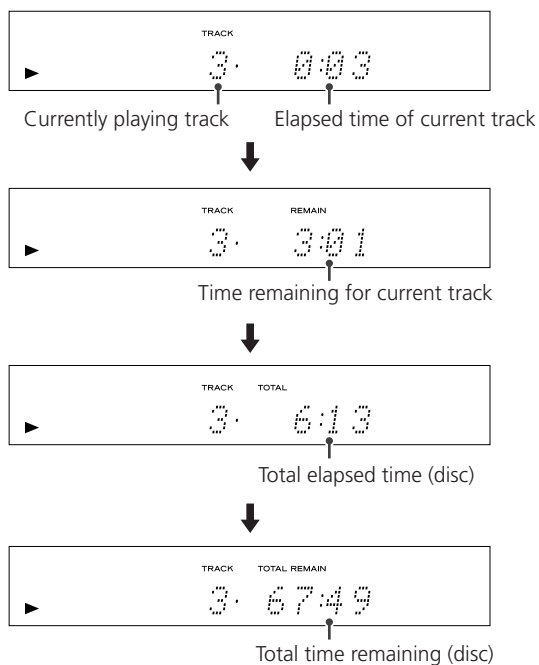 TRACK
3 0:03
Currently playing track Elapsed time of current track
TRACK REMAIN
3 3:01
Time remaining for current track
TRACK TOTAL
3 6:13
Total elapsed time (disc)
TRACK TOTAL REMAIN
3 67:49
Total time remaining (disc)